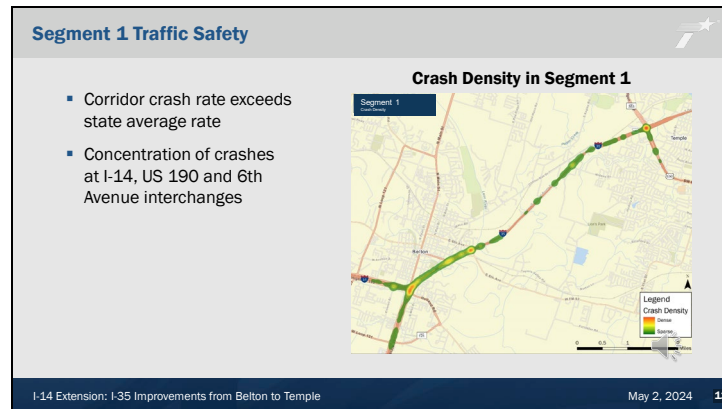 Segment 1 Traffic Safety
Corridor crash rate exceeds
state average rate
Concentration of crashes
at I-14, US 190 and 6th
Avenue interchanges
Crash Density in Segment 1
Segment 1
Crash Density
Temple
Belton
Legend
Crash Density
Dense
Sparse
0 0.5 1
Miles
I-14 Extension: I-35 Improvements from Belton to Temple
May 2, 2024